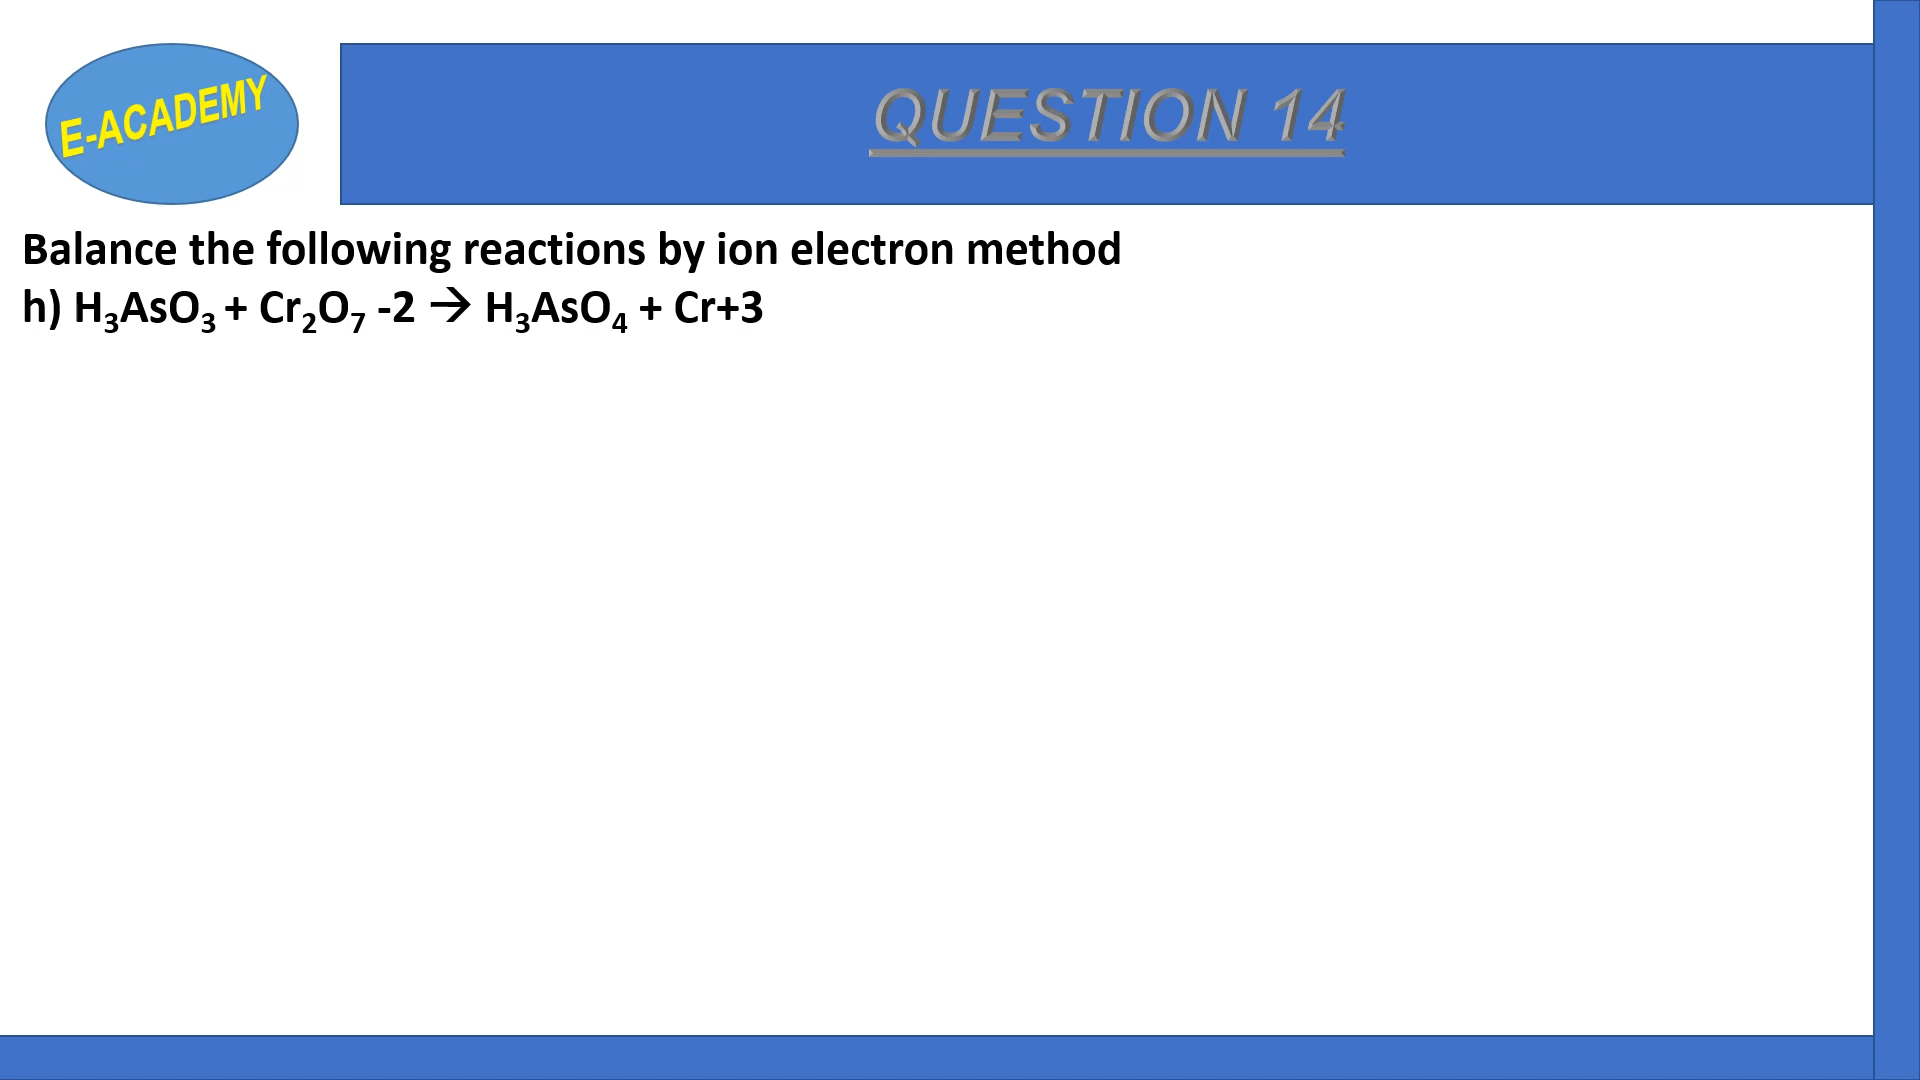 E-ACADEMY
QUESTION 14
Balance the following reactions by ion electron method
h) H₃AsO₃ + Cr₂O₇ -2 → H₃AsO₄ + Cr+3